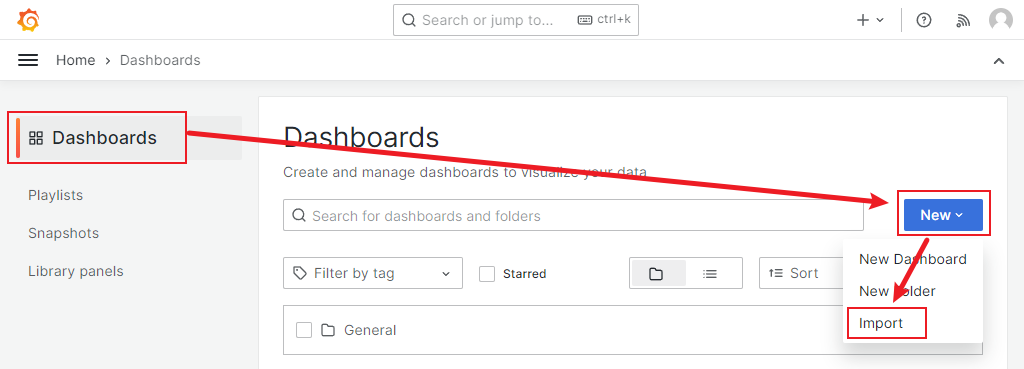 Search or jump to... ctrl+k
Home › Dashboards
Dashboards
Playlists
Snapshots
Library panels
Dashboards
Create and manage dashboards to visualize your data
Search for dashboards and folders
New
New Dashboard
New Folder
Import
Filter by tag
Starred
Sort
General